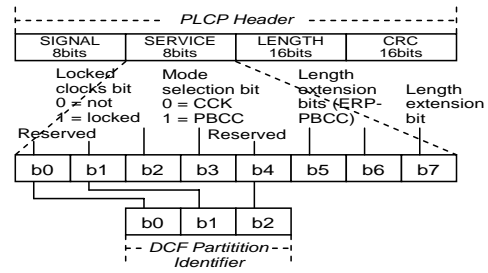 PLCP Header
SIGNAL SERVICE LENGTH CRC
8bits 8bits 16bits 16bits
Locked clocks bit
0 = not
1 = locked
Mode selection bit
0 = CCK
1 = PBCC
Length extension bits (ERP-PBCC)
Length extension bit
Reserved Reserved
b0 b1 b2 b3 b4 b5 b6 b7
b0 b1 b2
DCF Partitition
Identifier